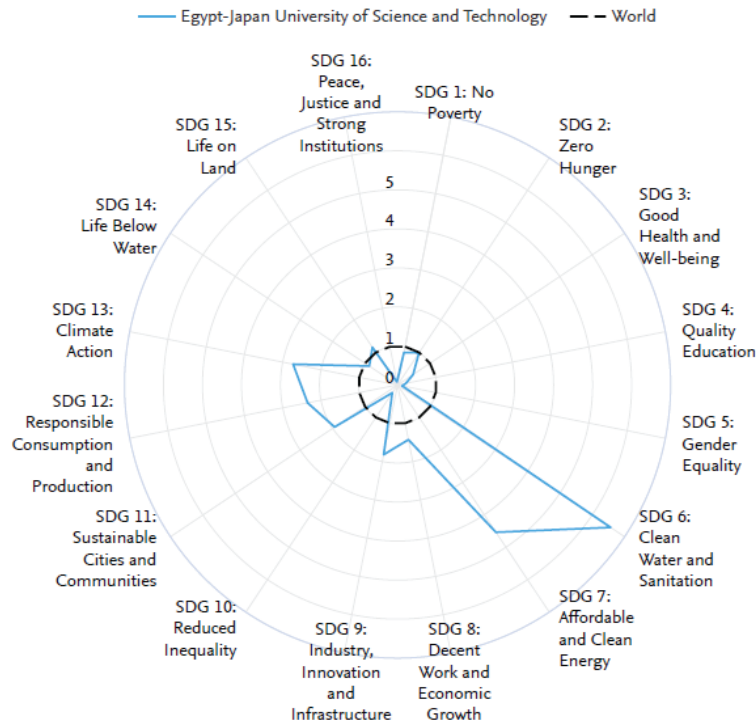 Egypt-Japan University of Science and Technology
World
SDG 16:
Peace,
Justice and
Strong
Institutions
SDG 1: No
Poverty
SDG 2:
Zero
Hunger
SDG 3:
Good
Health and
Well-being
SDG 4:
Quality
Education
SDG 5:
Gender
Equality
SDG 6:
Clean
Water and
Sanitation
SDG 7:
Affordable
and Clean
Energy
SDG 8:
Decent
Work and
Economic
Growth
SDG 9:
Industry,
Innovation
and
Infrastructure
SDG 10:
Reduced
Inequality
SDG 11:
Sustainable
Cities and
Communities
SDG 12:
Responsible
Consumption
and
Production
SDG 13:
Climate
Action
SDG 14:
Life Below
Water
SDG 15:
Life on
Land
5
4
3
2
1
0